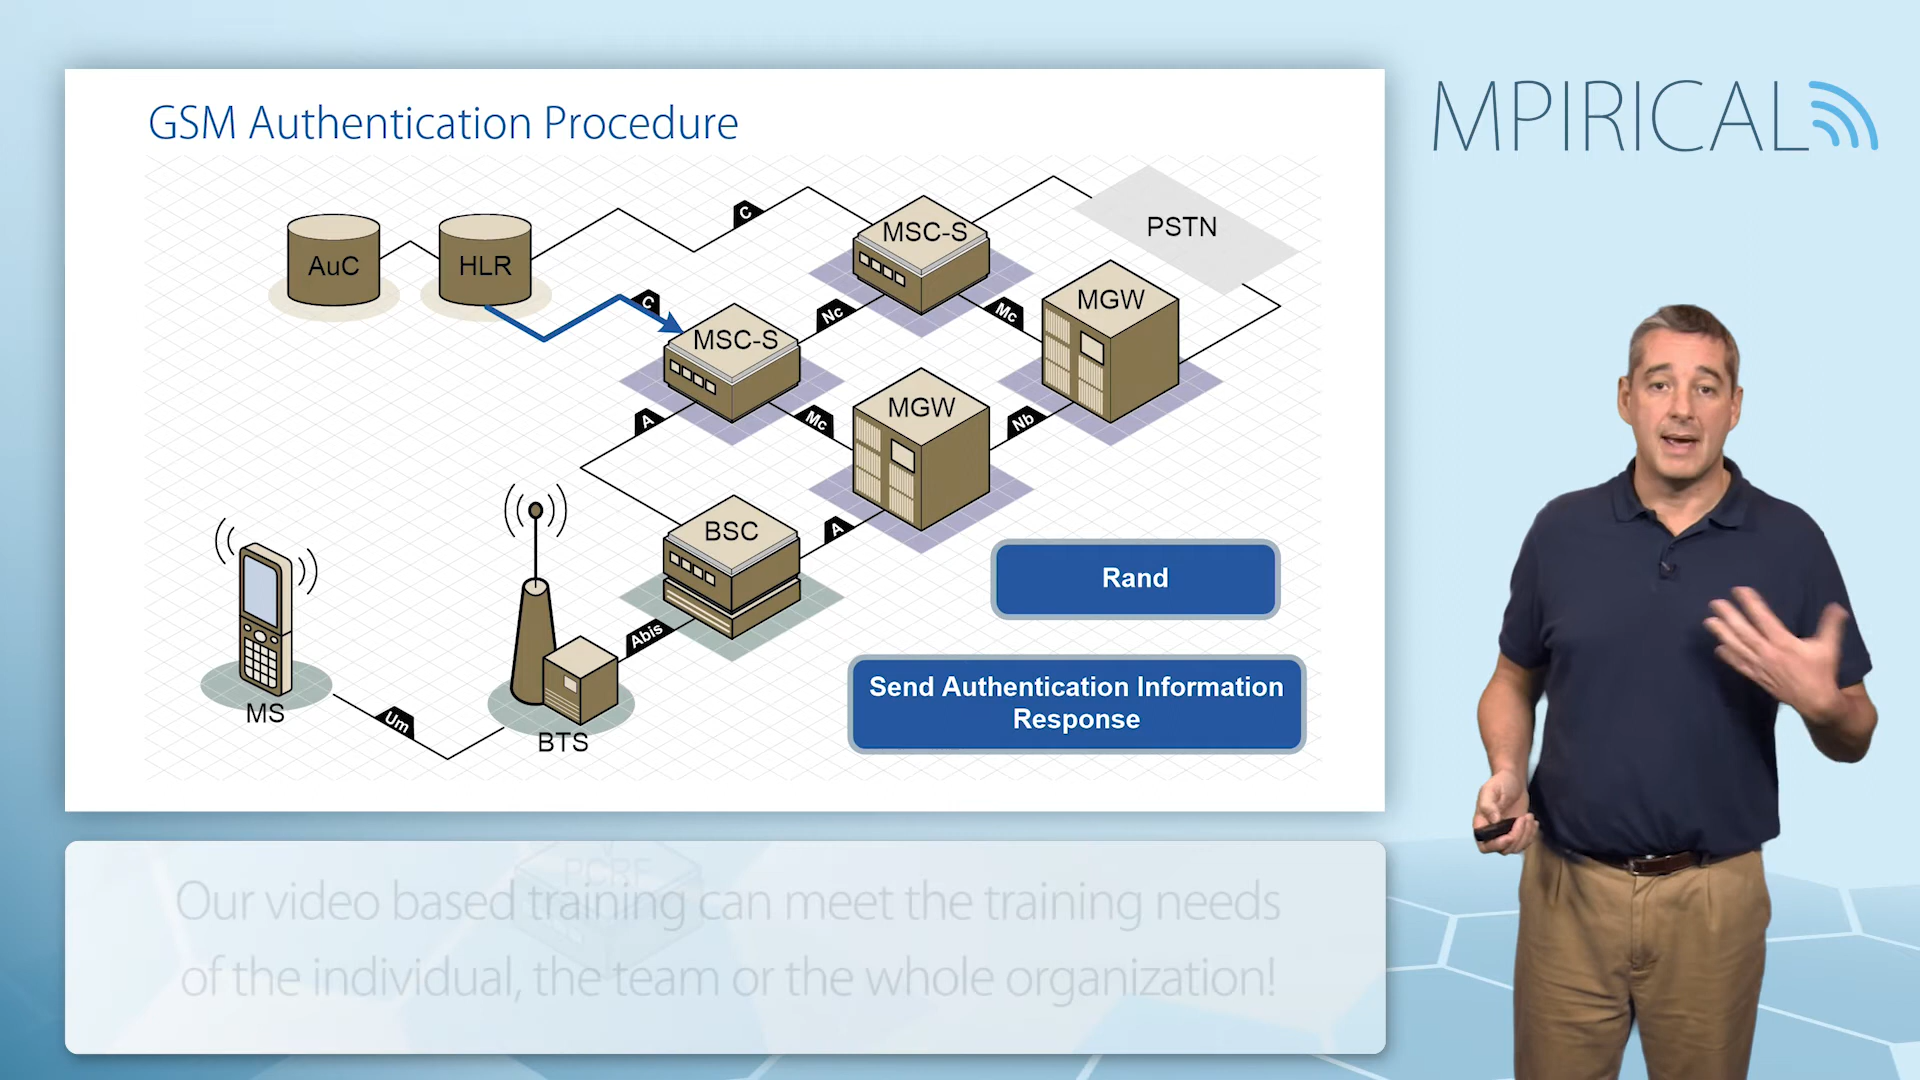 GSM Authentication Procedure
MPIRICAL
AuC
HLR
C
MSC-S
PSTN
C
MSC-S
Nc
Mc
MGW
A
Mc
MGW
Nb
BSC
A
Rand
Abis
Send Authentication Information
Response
MS
Um
BTS
PCRF
Our video based training can meet the training needs
of the individual, the team or the whole organization!